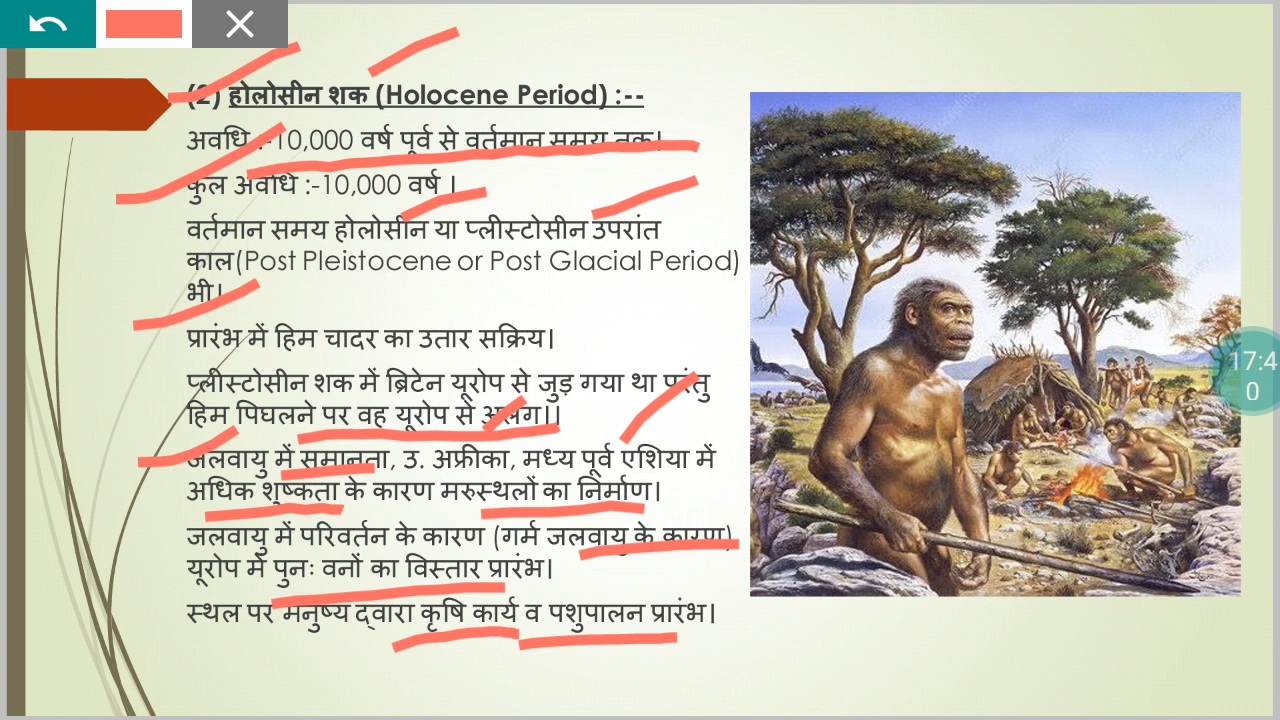 (2) होलोसीन शक (Holocene Period) :--
अवधि :-10,000 वर्ष पूर्व से वर्तमान समय तक।
कुल अवधि :-10,000 वर्ष ।
वर्तमान समय होलोसीन या प्लीस्टोसीन उपरांत
काल(Post Pleistocene or Post Glacial Period)
भी।
प्रारंभ में हिम चादर का उतार सक्रिय।
प्लीस्टोसीन शक में ब्रिटेन यूरोप से जुड़ गया था परंतु
हिम पिघलने पर वह यूरोप से अलग।।
जलवायु में समानता, उ. अफ्रीका, मध्य पूर्व एशिया में
अधिक शुष्कता के कारण मरुस्थलों का निर्माण।
जलवायु में परिवर्तन के कारण (गर्म जलवायु के कारण)
यूरोप में पुनः वनों का विस्तार प्रारंभ।
स्थल पर मनुष्य द्वारा कृषि कार्य व पशुपालन प्रारंभ।
17:4
0